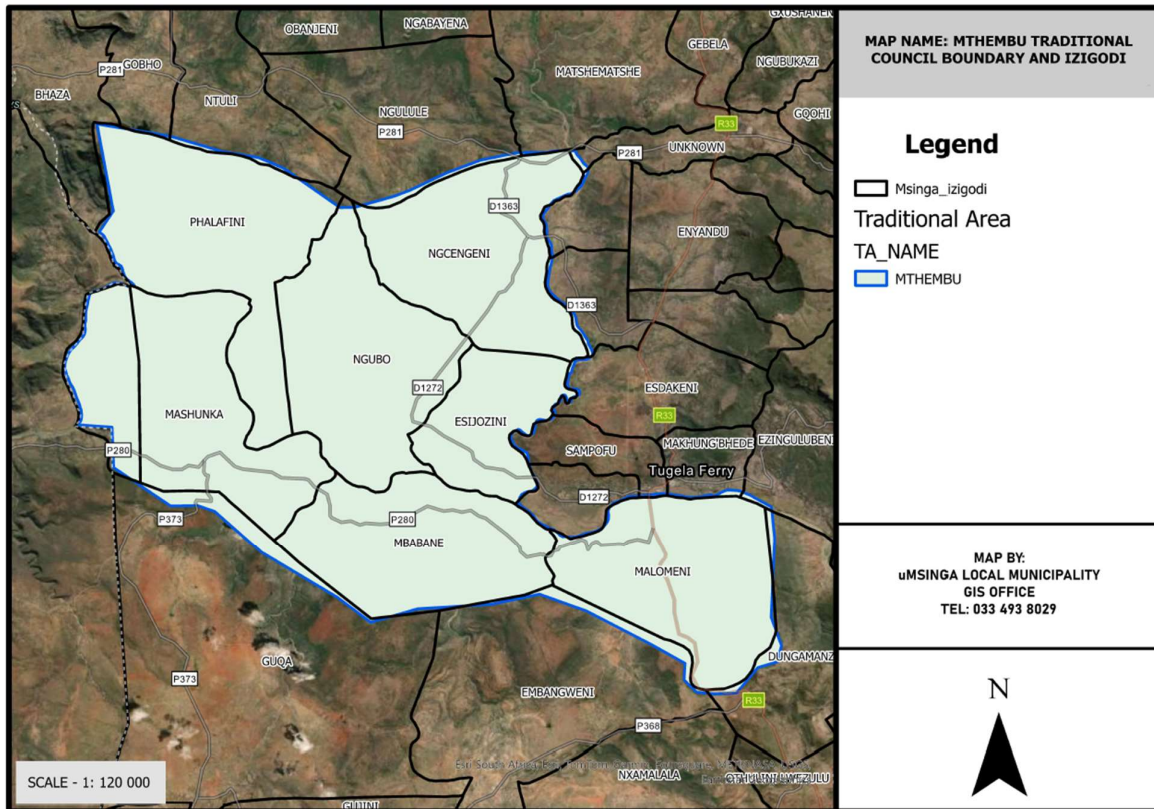 MAP NAME: MTHEMBU TRADITIONAL
COUNCIL BOUNDARY AND IZIGODI
Legend
Msinga_izigodi
Traditional Area
TA_NAME
MTHEMBU
MAP BY:
uMSINGA LOCAL MUNICIPALITY
GIS OFFICE
TEL: 033 493 8029
N
SCALE - 1: 120 000
OBANJENI
NGABAYENA
GEBELA
NGUBUKAZI
GOBHO
P281
MATSHEMATSHE
BHAZA
NTULI
NGULULE
GQOHI
P281
R33
UNKNOWN
P281
D1363
PHALAFINI
NGCENGENI
ENYANDU
D1363
NGUBO
D1272
ESDAKENI
MASHUNKA
R33
ESIJOZINI
SAMPOFU
MAKHUNG'BHEDE
EZINGULUBENI
P280
Tugela Ferry
D1272
P373
P280
MBABANE
MALOMENI
GUQA
DUNGAMANZ
P373
EMBANGWENI
R33
P368
NXAMALALA
GUJINI